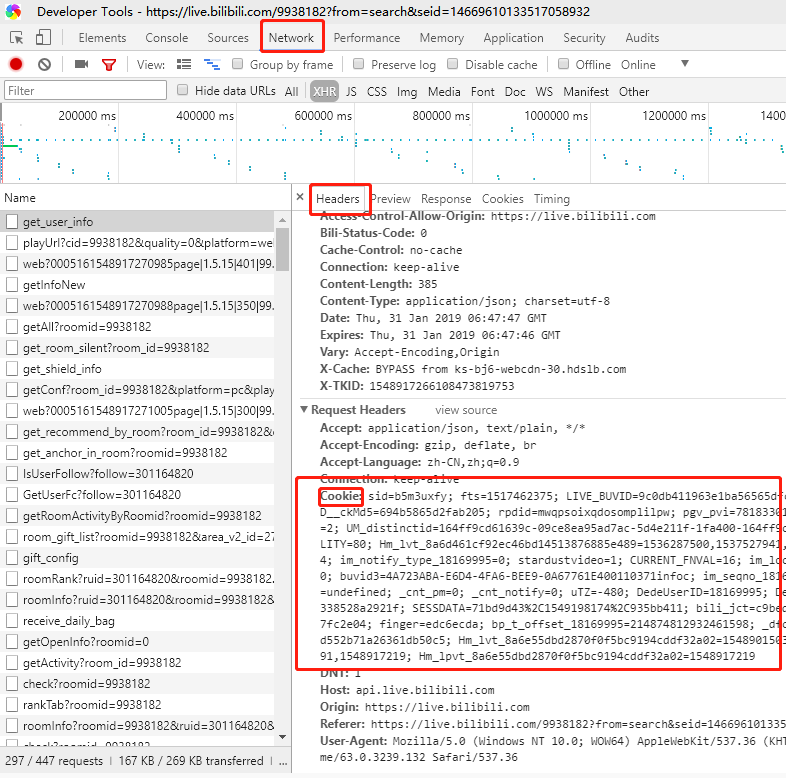 Developer Tools - https://live.bilibili.com/9938182?from=search&seid=14669610133517058932
Elements Console Sources Network Performance Memory Application Security Audits
View: Group by frame Preserve log Disable cache Offline Online
Filter Hide data URLs All XHR JS CSS Img Media Font Doc WS Manifest Other
200000 ms 400000 ms 600000 ms 800000 ms 1000000 ms 1200000 ms 1400
Name
get_user_info
playUrl?cid=9938182&quality=0&platform=we
web?0005161548917270985page|1.5.15|401|99.
getInfoNew
web?0005161548917270988page|1.5.15|350|99.
getAll?roomid=9938182
get_room_silent?room_id=9938182
get_shield_info
getConf?room_id=9938182&platform=pc&play
web?0005161548917271005page|1.5.15|300|99.
get_recommend_by_room?room_id=9938182&
get_anchor_in_room?roomid=9938182
IsUserFollow?follow=301164820
GetUserFc?follow=301164820
getRoomActivityByRoomid?roomid=9938182
room_gift_list?roomid=9938182&area_v2_id=27
gift_config
roomRank?ruid=301164820&roomid=9938182.
roomInfo?ruid=301164820&roomid=9938182&
receive_daily_bag
getOpenInfo?roomid=0
getActivity?room_id=9938182
check?roomid=9938182
rankTab?roomid=9938182
roomInfo?roomid=9938182&ruid=301164820&
check?roomid=9938182
297 / 447 requests | 167 KB / 269 KB transferred | ...
× Headers Preview Response Cookies Timing
Access-Control-Allow-Origin: https://live.bilibili.com
Bili-Status-Code: 0
Cache-Control: no-cache
Connection: keep-alive
Content-Length: 385
Content-Type: application/json; charset=utf-8
Date: Thu, 31 Jan 2019 06:47:47 GMT
Expires: Thu, 31 Jan 2019 06:47:46 GMT
Vary: Accept-Encoding,Origin
X-Cache: BYPASS from ks-bj6-webcdn-30.hdslb.com
X-TKID: 1548917266108473819753
Request Headers view source
Accept: application/json, text/plain, */*
Accept-Encoding: gzip, deflate, br
Accept-Language: zh-CN,zh;q=0.9
Connection: keep-alive
Cookie: sid=b5m3uxfy; fts=1517462375; LIVE_BUVID=9c0db411963e1ba56565d
D__ckMd5=694b5865d2fab205; rpdid=mwqpsoixqdosomplilpw; pgv_pvi=78183301
=2; UM_distinctid=164ff9cd61639c-09ce8ea95ad7ac-5d4e211f-1fa400-164ff9
LITY=80; Hm_lvt_8a6d461cf92ec46bd14513876885e489=1536287500,1537527941,
4; im_notify_type_18169995=0; stardustvideo=1; CURRENT_FNVAL=16; im_loc
0; buvid3=4A723ABA-E6D4-4FA6-BEE9-0A67761E400110371infoc; im_seqno_1816
=undefined; _cnt_pm=0; _cnt_notify=0; uTZ=-480; DedeUserID=18169995; De
338528a2921f; SESSDATA=71bd9d43%2C1549198174%2C935bb411; bili_jct=c9bed
7fc2e04; finger=edc6ecda; bp_t_offset_18169995=214874812932461598; _df
d552b71a26361db50c5; Hm_lvt_8a6e55dbd2870f0f5bc9194cddf32a02=154890150
91,1548917219; Hm_lpvt_8a6e55dbd2870f0f5bc9194cddf32a02=1548917219
DNT: 1
Host: api.live.bilibili.com
Origin: https://live.bilibili.com
Referer: https://live.bilibili.com/9938182?from=search&seid=146696101335
User-Agent: Mozilla/5.0 (Windows NT 10.0; WOW64) AppleWebKit/537.36 (KHT
me/63.0.3239.132 Safari/537.36